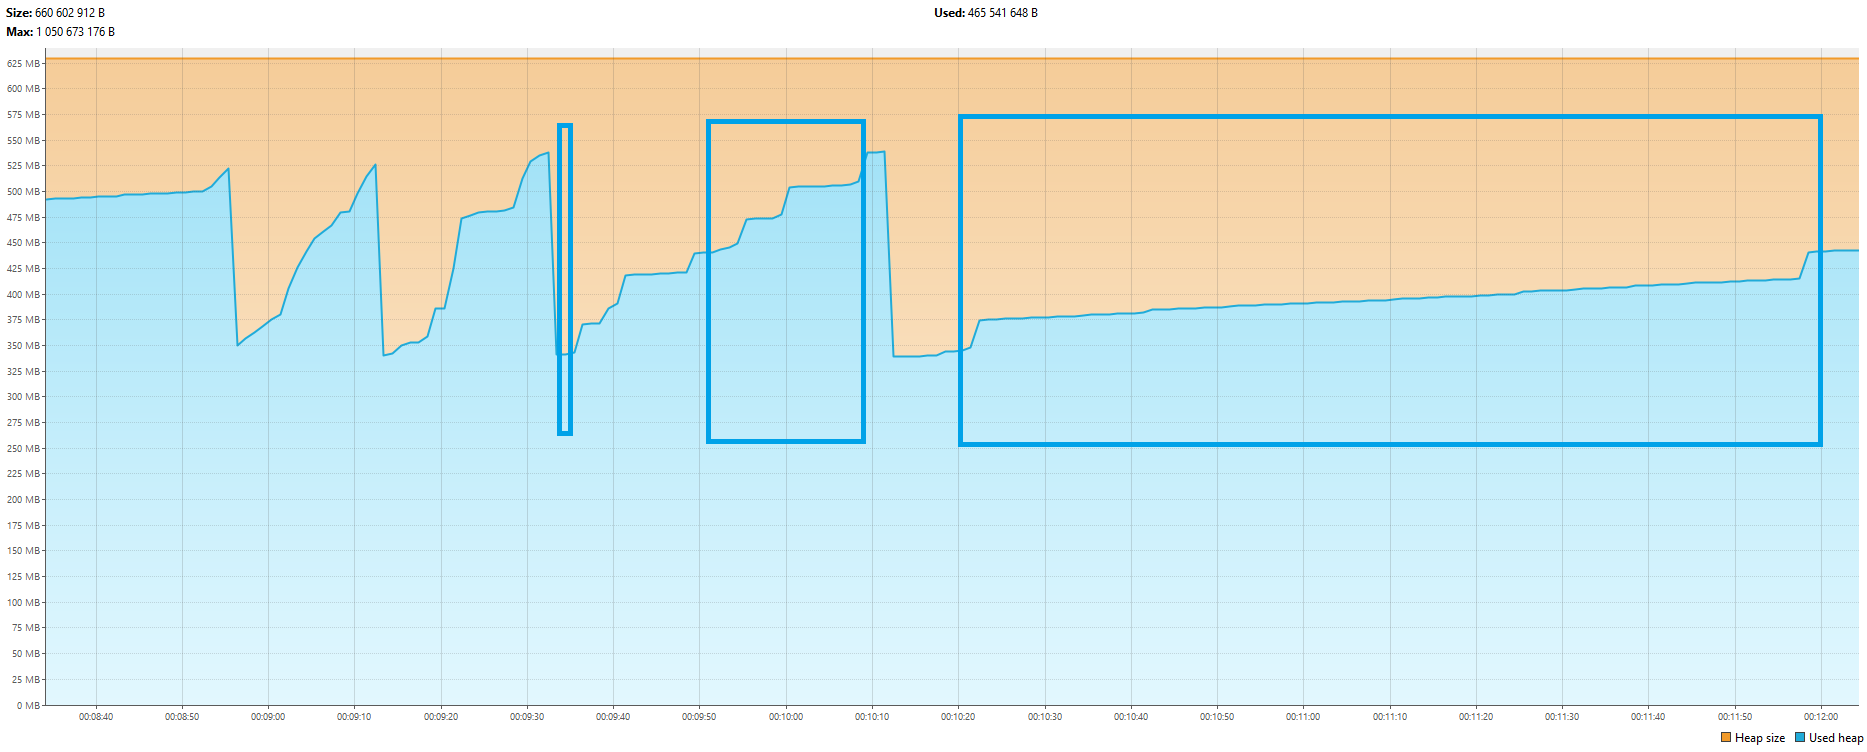 Size: 660 602 912 B
Used: 465 541 648 B
Max: 1 050 673 176 B
625 MB
600 MB
575 MB
550 MB
525 MB
500 MB
475 MB
450 MB
425 MB
400 MB
375 MB
350 MB
325 MB
300 MB
275 MB
250 MB
225 MB
200 MB
175 MB
150 MB
125 MB
100 MB
75 MB
50 MB
25 MB
0 MB
00:08:40 00:08:50 00:09:00 00:09:10 00:09:20 00:09:30 00:09:40 00:09:50 00:10:00 00:10:10 00:10:20 00:10:30 00:10:40 00:10:50 00:11:00 00:11:10 00:11:20 00:11:30 00:11:40 00:11:50 00:12:00
Heap size Used heap